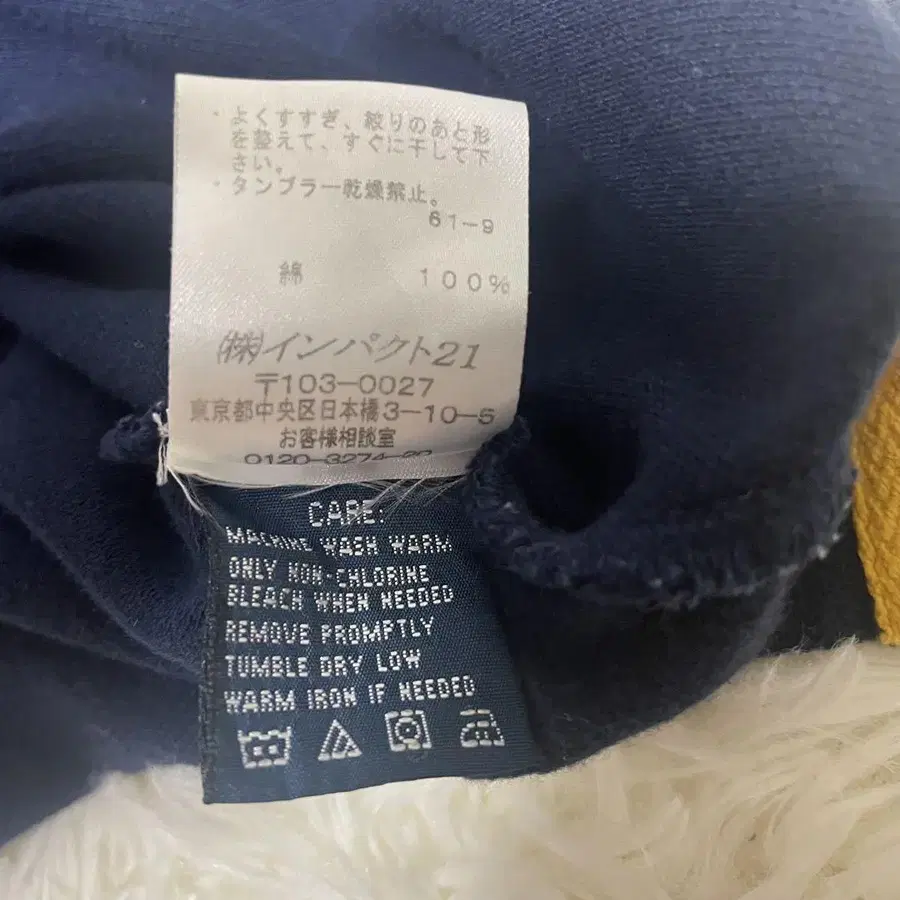 ・よくすすぎ、絞りのあと形
を整えて、すぐに干して下
さい。
・タンブラー乾燥禁止。
61-9
綿 100%
(株)インパクト21
〒103-0027
東京都中央区日本橋3-10-5
お客様相談室
0120-3274-20
CARE:
MACHINE WASH WARM
ONLY NON-CHLORINE
BLEACH WHEN NEEDED
REMOVE PROMPTLY
TUMBLE DRY LOW
WARM IRON IF NEEDED